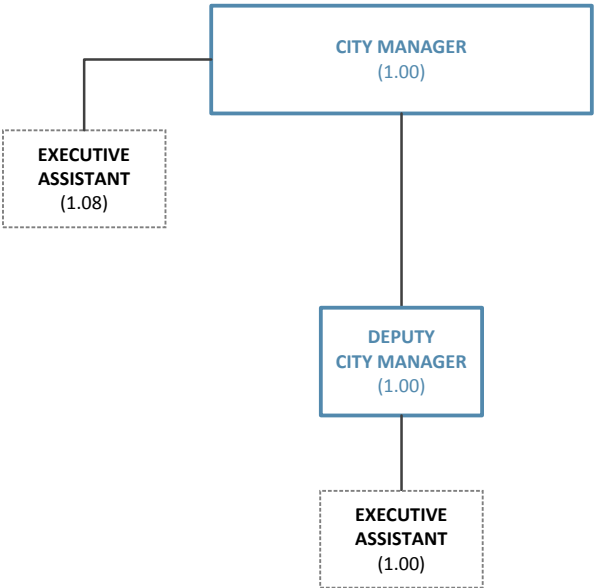 CITY MANAGER
(1.00)
EXECUTIVE
ASSISTANT
(1.08)
DEPUTY
CITY MANAGER
(1.00)
EXECUTIVE
ASSISTANT
(1.00)